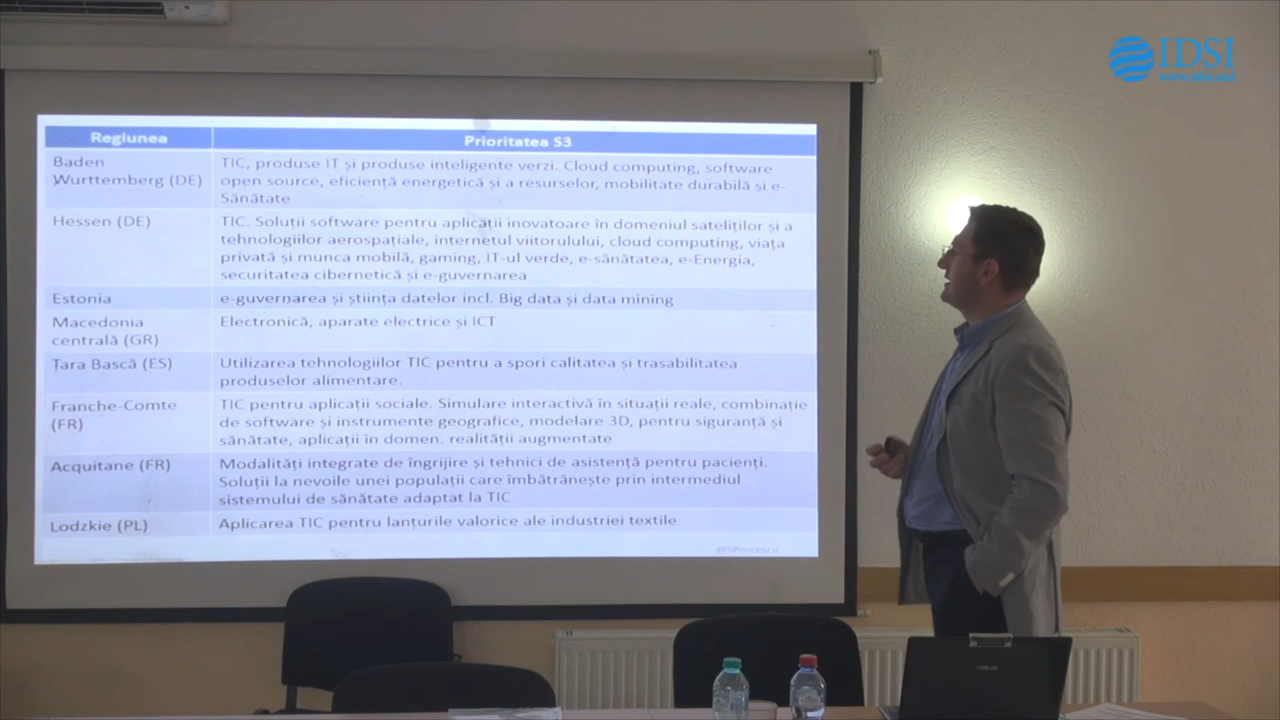 IDSI
www.idsi.md
Regiunea
Prioritatea S3
Baden
Wurttemberg (DE)
TIC, produse IT și produse inteligente verzi. Cloud computing, software
open source, eficiență energetică și a resurselor, mobilitate durabilă și e-
Sănătate
Hessen (DE)
TIC. Soluții software pentru aplicații inovatoare în domeniul sateliților și a
tehnologiilor aerospațiale, internetul viitorulului, cloud computing, viața
privată și munca mobilă, gaming, IT-ul verde, e-sănătatea, e-Energia,
securitatea cibernetică și e-guvernarea
Estonia
e-guvernarea și știința datelor incl. Big data și data mining
Macedonia
centrală (GR)
Electronică, aparate electrice și ICT
Țara Bască (ES)
Utilizarea tehnologiilor TIC pentru a spori calitatea și trasabilitatea
produselor alimentare.
Franche-Comte
(FR)
TIC pentru aplicații sociale. Simulare interactivă în situații reale, combinație
de software și instrumente geografice, modelare 3D, pentru siguranță și
sănătate, aplicații în domen. realității augmentate
Acquitane (FR)
Modalități integrate de îngrijire și tehnici de asistență pentru pacienți.
Soluții la nevoile unei populații care îmbătrânește prin intermediul
sistemului de sănătate adaptat la TIC
Lodzkie (PL)
Aplicarea TIC pentru lanțurile valorice ale industriei textile
@SPorcescu
ASUS